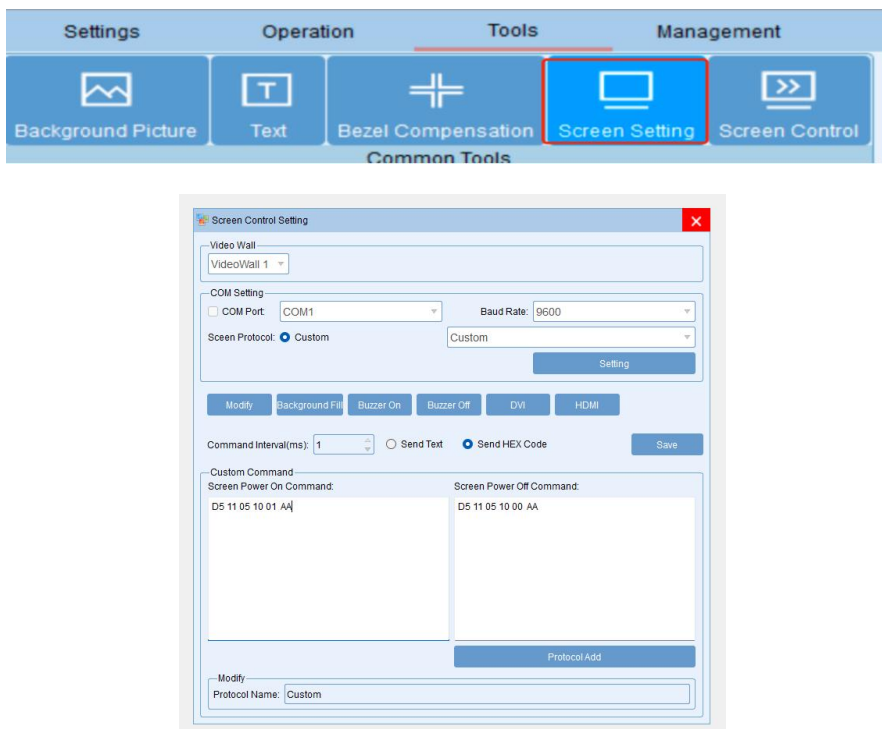 Settings Operation Tools Management
Background Picture Text Bezel Compensation Screen Setting Screen Control
Common Tools
Screen Control Setting
Video Wall
VideoWall 1
COM Setting
COM Port: COM1 Baud Rate: 9600
Sceen Protocol: Custom Custom
Setting
Modify Background Fill Buzzer On Buzzer Off DVI HDMI
Command Interval(ms): 1 Send Text Send HEX Code Save
Custom Command
Screen Power On Command: Screen Power Off Command:
D5 11 05 10 01 AA D5 11 05 10 00 AA
Protocol Add
Modify
Protocol Name: Custom